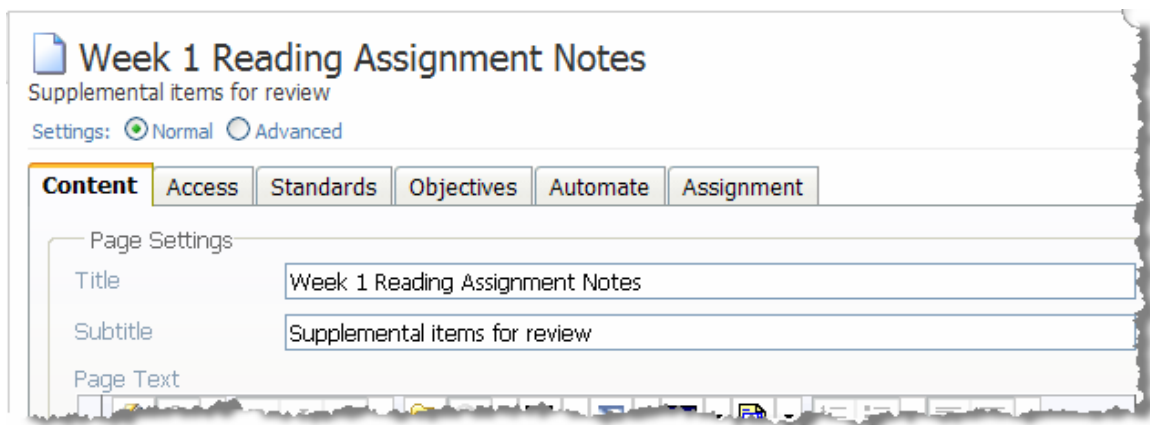 Week 1 Reading Assignment Notes
Supplemental items for review
Settings: Normal Advanced
Content Access Standards Objectives Automate Assignment
Page Settings
Title Week 1 Reading Assignment Notes
Subtitle Supplemental items for review
Page Text